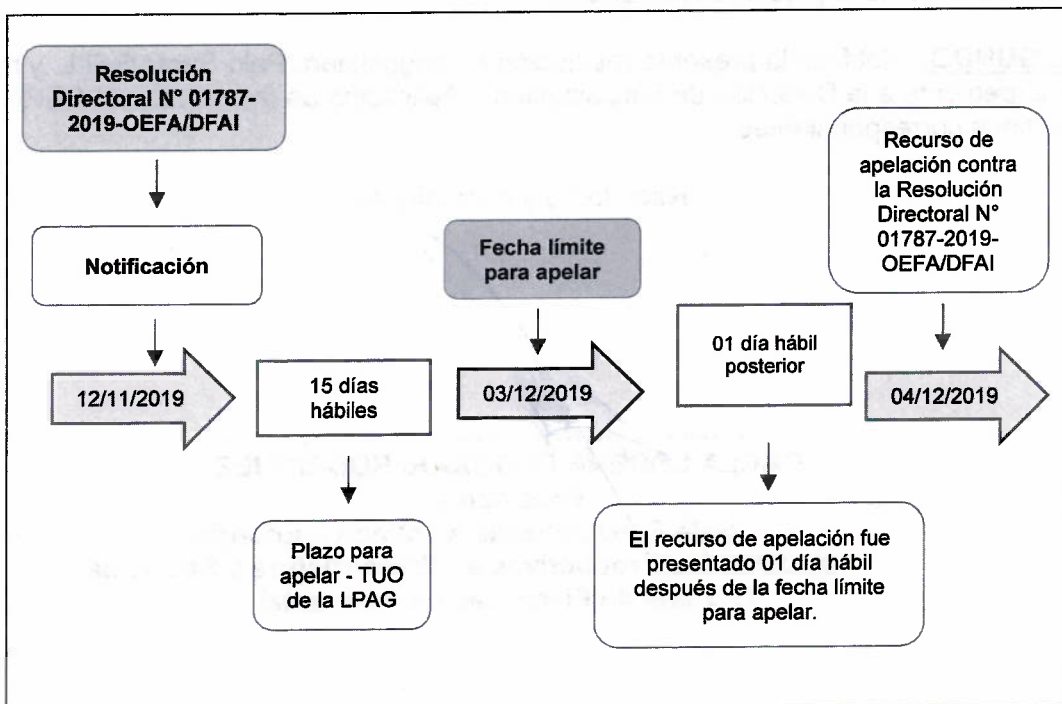 Resolución
Directoral N° 01787-
2019-OEFA/DFAI
Notificación
12/11/2019
15 días
hábiles
Plazo para
apelar - TUO
de la LPAG
Fecha límite
para apelar
03/12/2019
01 día hábil
posterior
El recurso de apelación fue
presentado 01 día hábil
después de la fecha límite
para apelar.
Recurso de
apelación contra
la Resolución
Directoral N°
01787-2019-
OEFA/DFAI
04/12/2019